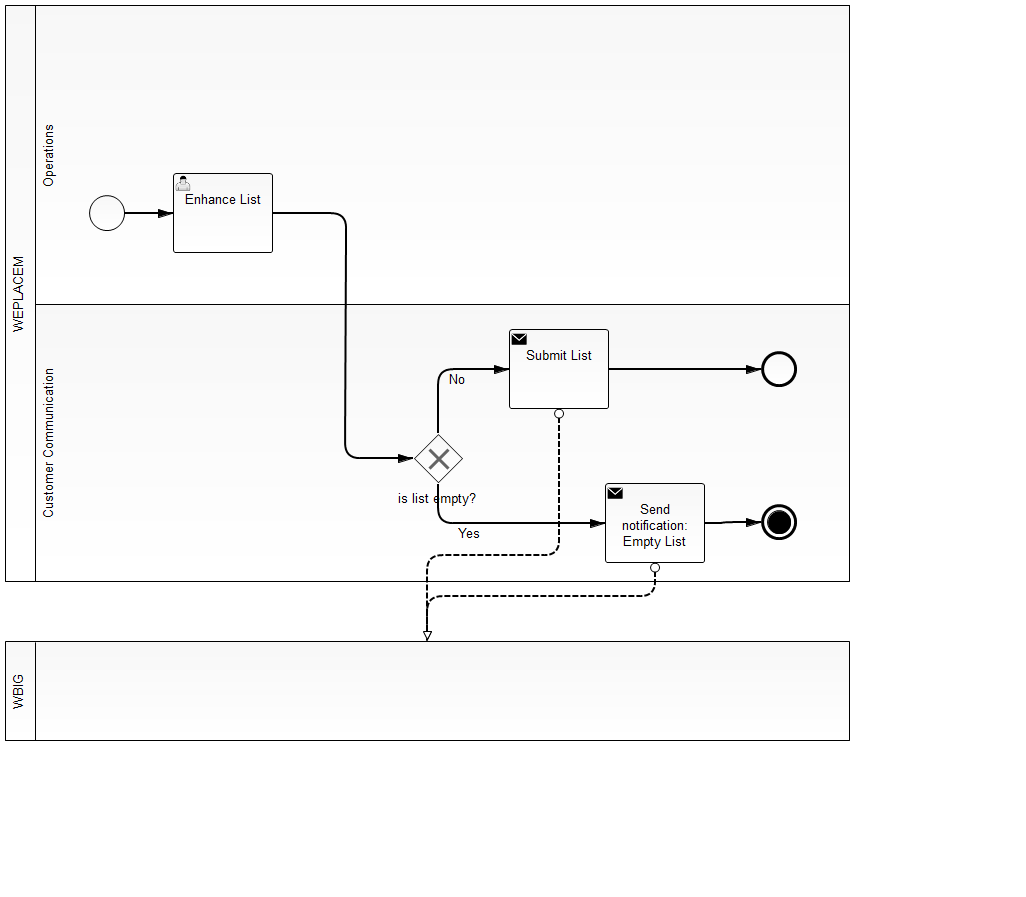 WEPLACEM
Operations
Enhance List
Customer Communication
Submit List
No
is list empty?
Yes
Send
notification:
Empty List
WBIG